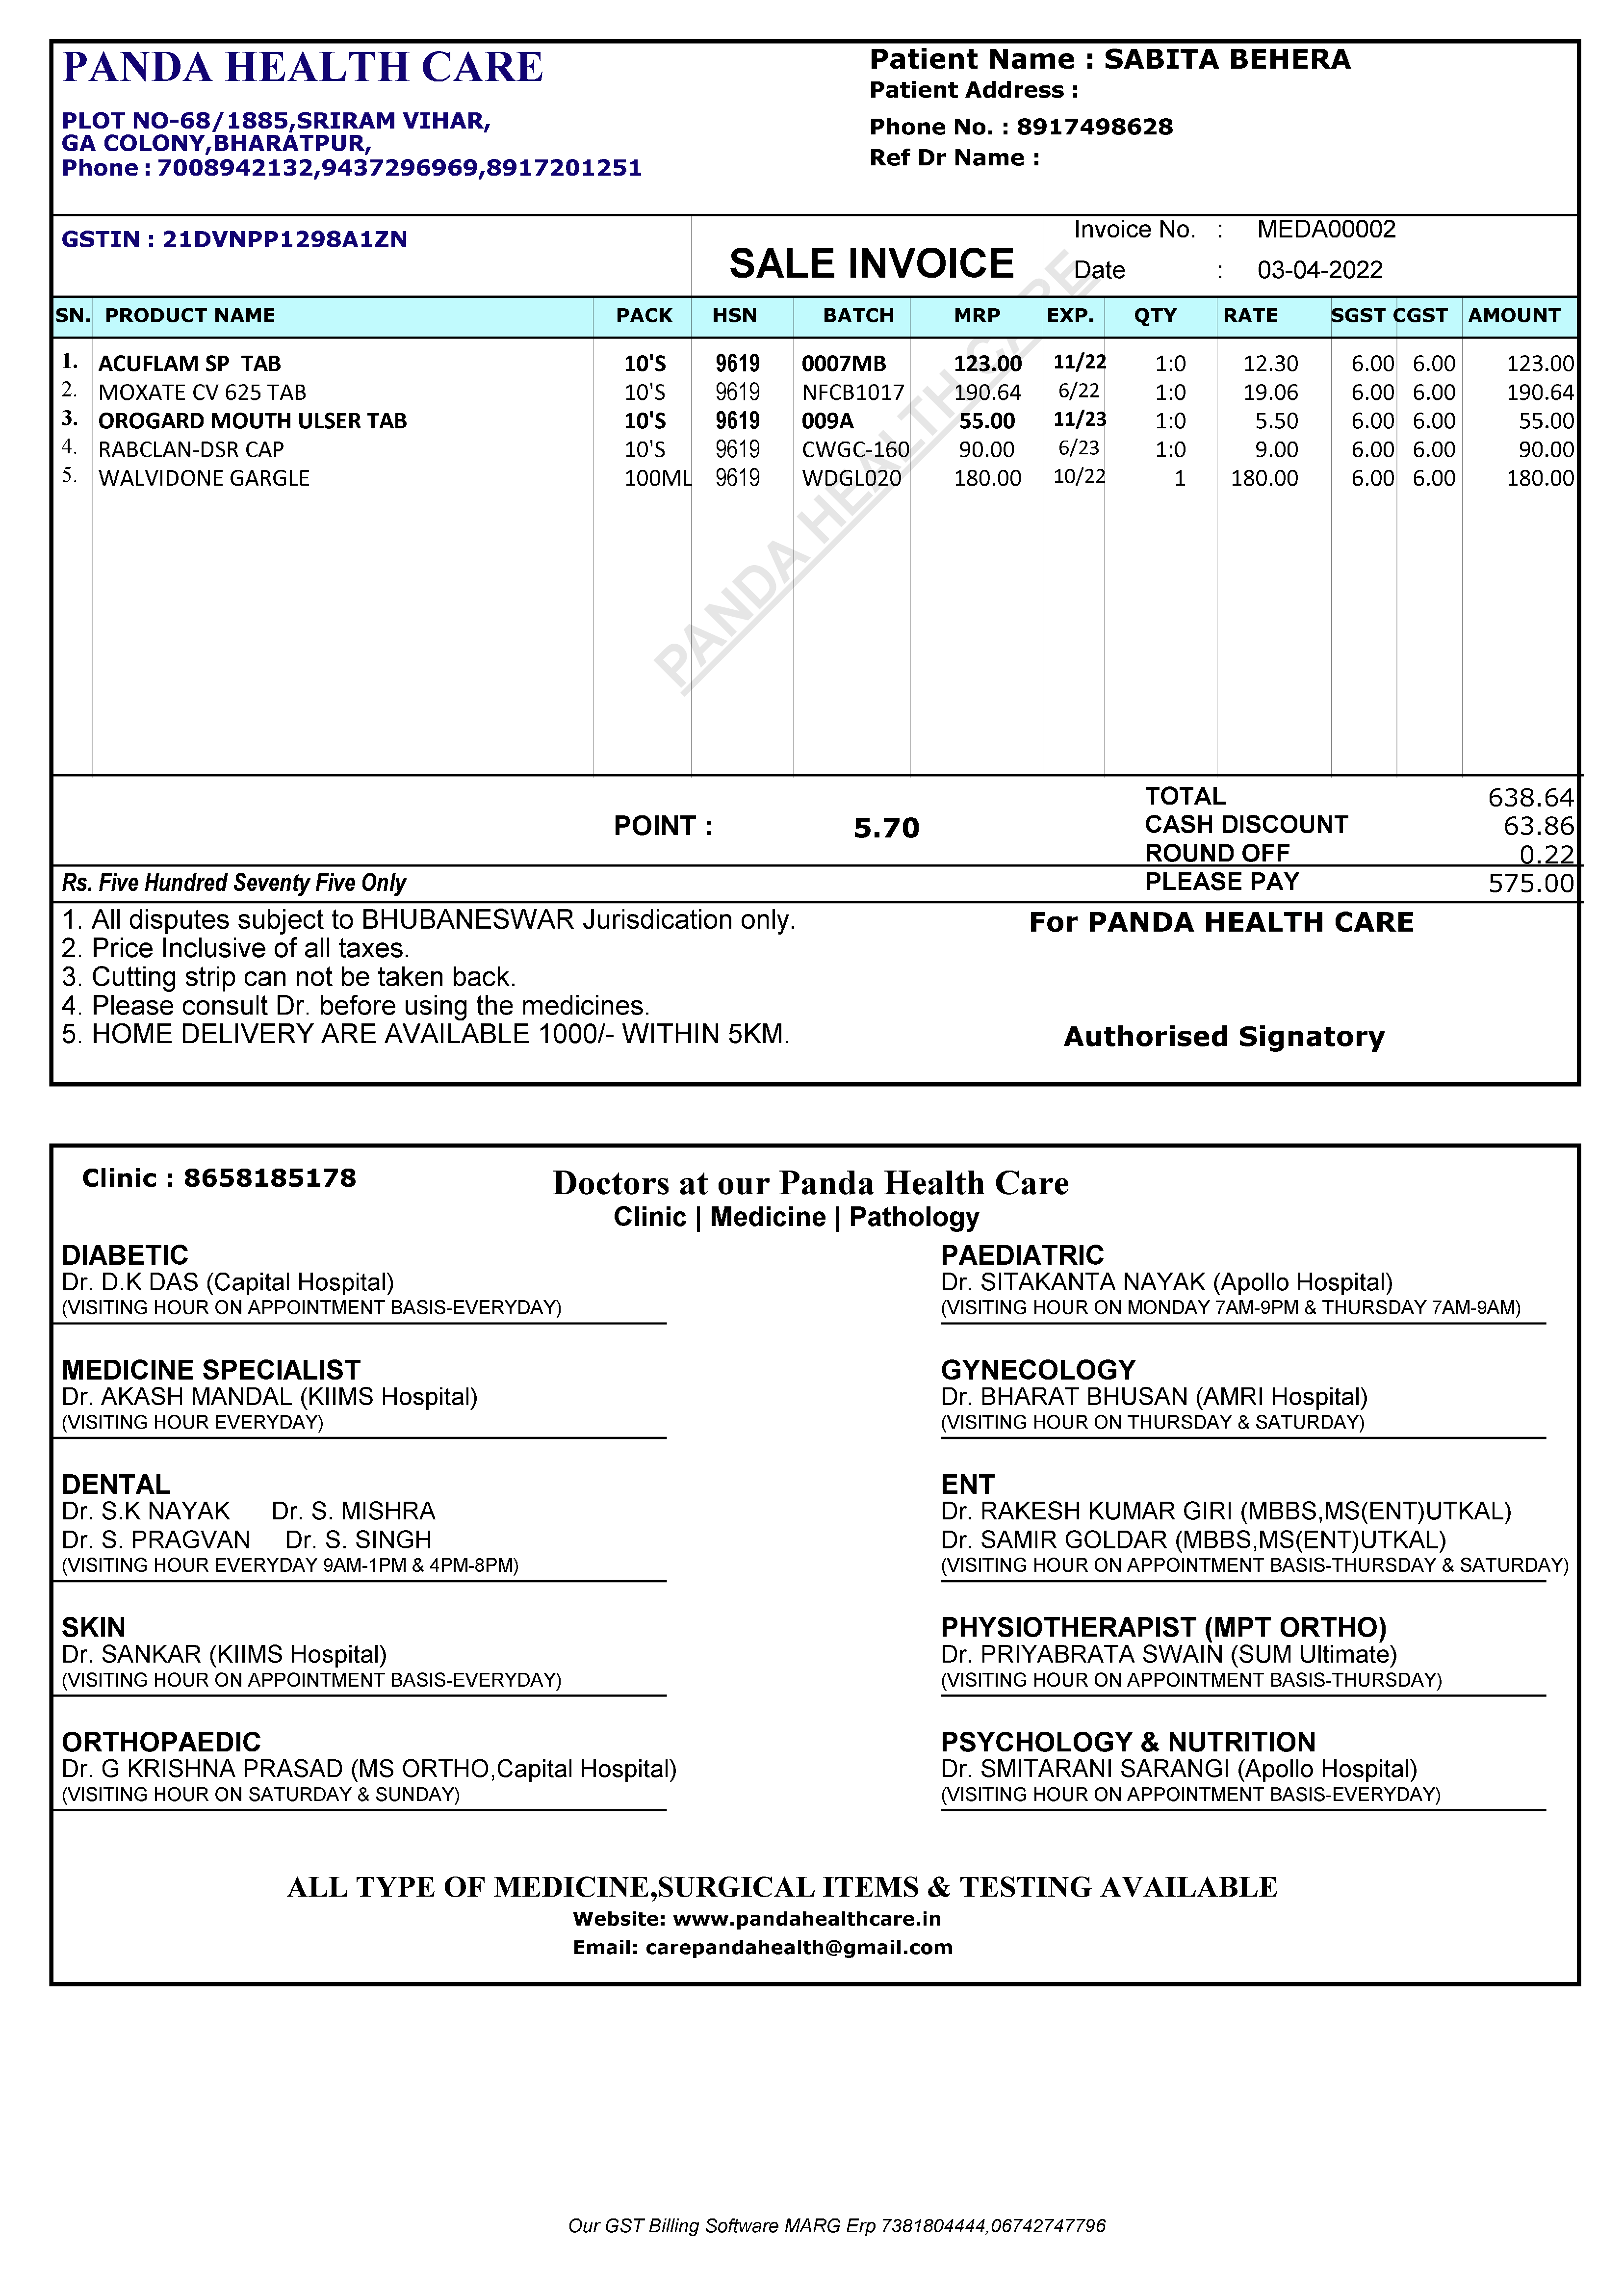 PANDA HEALTH CARE
PLOT NO-68/1885,SRIRAM VIHAR,
GA COLONY,BHARATPUR,
Phone : 7008942132,9437296969,8917201251
Patient Name : SABITA BEHERA
Patient Address :
Phone No. : 8917498628
Ref Dr Name :
GSTIN : 21DVNPP1298A1ZN
SALE INVOICE
Invoice No. : MEDA00002
Date : 03-04-2022
SN. PRODUCT NAME PACK HSN BATCH MRP EXP. QTY RATE SGST CGST AMOUNT
1. ACUFLAM SP TAB 10'S 9619 0007MB 123.00 11/22 1:0 12.30 6.00 6.00 123.00
2. MOXATE CV 625 TAB 10'S 9619 NFCB1017 190.64 6/22 1:0 19.06 6.00 6.00 190.64
3. OROGARD MOUTH ULSER TAB 10'S 9619 009A 55.00 11/23 1:0 5.50 6.00 6.00 55.00
4. RABCLAN-DSR CAP 10'S 9619 CWGC-160 90.00 6/23 1:0 9.00 6.00 6.00 90.00
5. WALVIDONE GARGLE 100ML 9619 WDGL020 180.00 10/22 1 180.00 6.00 6.00 180.00
PANDA HEALTH CARE
POINT : 5.70
TOTAL 638.64
CASH DISCOUNT 63.86
ROUND OFF 0.22
Rs. Five Hundred Seventy Five Only
PLEASE PAY 575.00
1. All disputes subject to BHUBANESWAR Jurisdication only.
2. Price Inclusive of all taxes.
3. Cutting strip can not be taken back.
4. Please consult Dr. before using the medicines.
5. HOME DELIVERY ARE AVAILABLE 1000/- WITHIN 5KM.
For PANDA HEALTH CARE
Authorised Signatory
Clinic : 8658185178
Doctors at our Panda Health Care
Clinic | Medicine | Pathology
DIABETIC
Dr. D.K DAS (Capital Hospital)
(VISITING HOUR ON APPOINTMENT BASIS-EVERYDAY)
PAEDIATRIC
Dr. SITAKANTA NAYAK (Apollo Hospital)
(VISITING HOUR ON MONDAY 7AM-9PM & THURSDAY 7AM-9AM)
MEDICINE SPECIALIST
Dr. AKASH MANDAL (KIIMS Hospital)
(VISITING HOUR EVERYDAY)
GYNECOLOGY
Dr. BHARAT BHUSAN (AMRI Hospital)
(VISITING HOUR ON THURSDAY & SATURDAY)
DENTAL
Dr. S.K NAYAK Dr. S. MISHRA
Dr. S. PRAGVAN Dr. S. SINGH
(VISITING HOUR EVERYDAY 9AM-1PM & 4PM-8PM)
ENT
Dr. RAKESH KUMAR GIRI (MBBS,MS(ENT)UTKAL)
Dr. SAMIR GOLDAR (MBBS,MS(ENT)UTKAL)
(VISITING HOUR ON APPOINTMENT BASIS-THURSDAY & SATURDAY)
SKIN
Dr. SANKAR (KIIMS Hospital)
(VISITING HOUR ON APPOINTMENT BASIS-EVERYDAY)
PHYSIOTHERAPIST (MPT ORTHO)
Dr. PRIYABRATA SWAIN (SUM Ultimate)
(VISITING HOUR ON APPOINTMENT BASIS-THURSDAY)
ORTHOPAEDIC
Dr. G KRISHNA PRASAD (MS ORTHO,Capital Hospital)
(VISITING HOUR ON SATURDAY & SUNDAY)
PSYCHOLOGY & NUTRITION
Dr. SMITARANI SARANGI (Apollo Hospital)
(VISITING HOUR ON APPOINTMENT BASIS-EVERYDAY)
ALL TYPE OF MEDICINE,SURGICAL ITEMS & TESTING AVAILABLE
Website: www.pandahealthcare.in
Email: carepandahealth@gmail.com
Our GST Billing Software MARG Erp 7381804444,06742747796